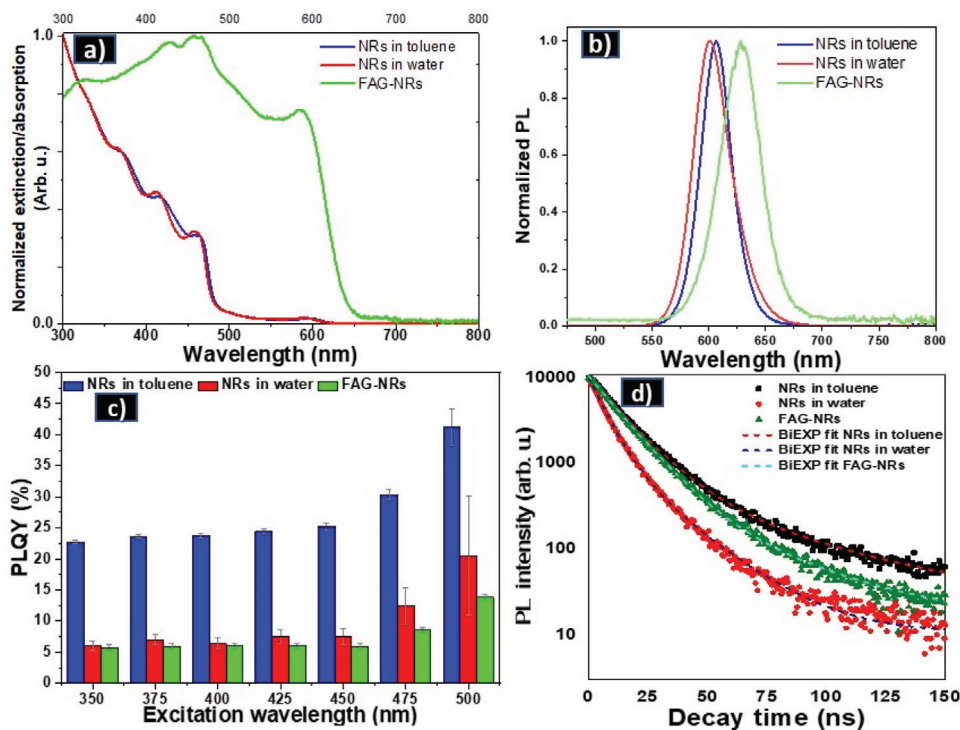 300 400 500 600 700 800
a)
NRs in toluene
NRs in water
FAG-NRs
1.0
0.0
Normalized extinction/absorption
(Arb. u.)
300 400 500 600 700 800
Wavelength (nm)
b)
NRs in toluene
NRs in water
FAG-NRs
1.0
0.8
0.6
0.4
0.2
0.0
Normalized PL
500 550 600 650 700 750 800
Wavelength (nm)
c)
NRs in toluene NRs in water FAG-NRs
50
45
40
35
30
25
20
15
10
5
0
PLQY (%)
350 375 400 425 450 475 500
Excitation wavelength (nm)
d)
NRs in toluene
NRs in water
FAG-NRs
BiEXP fit NRs in toluene
BiEXP fit NRs in water
BiEXP fit FAG-NRs
10000
1000
100
10
PL intensity (arb. u.)
0 25 50 75 100 125 150
Decay time (ns)